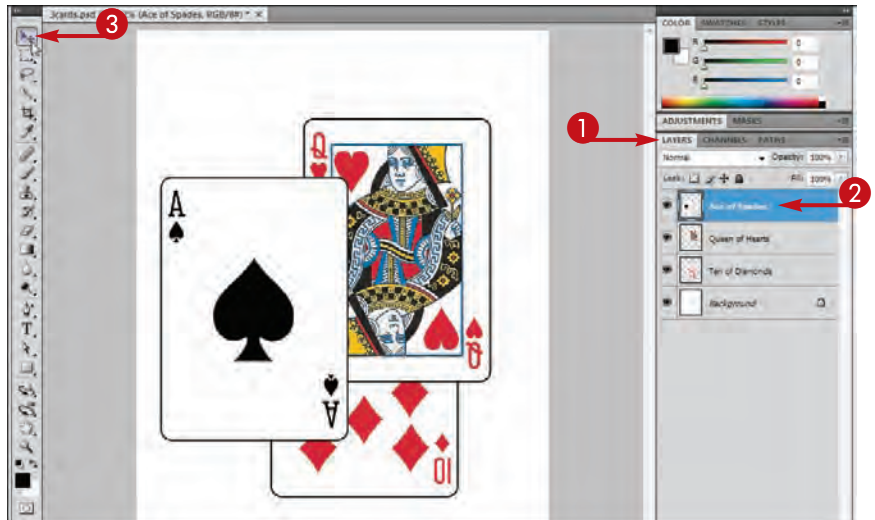 3cards.psd % (Ace of Spades, RGB/8#) * ×
3
COLOR SWATCHES STYLES
R 0
G 0
B 0
ADJUSTMENTS MASKS
1
LAYERS CHANNELS PATHS
Normal Opacity: 100%
Lock: Fill: 100%
Ace of Spades
2
Queen of Hearts
Ten of Diamonds
Background
Q
A
Q
A
10
T